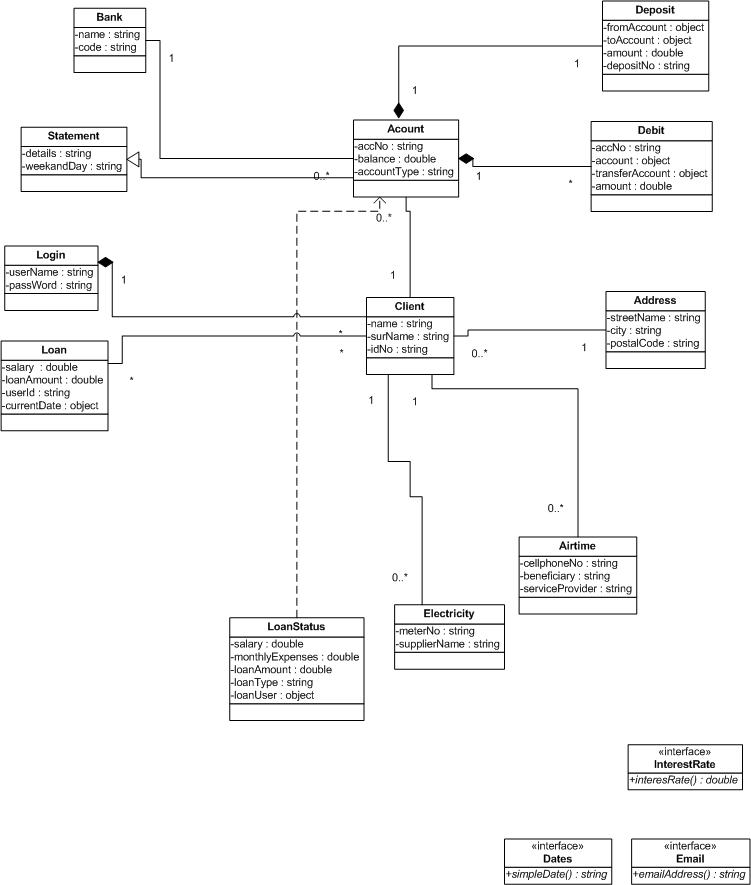 Bank
-name : string
-code : string
1
Deposit
-fromAccount : object
-toAccount : object
-amount : double
-depositNo : string
1
1
Statement
-details : string
-weekandDay : string
0..*
Acount
-accNo : string
-balance : double
-accountType : string
1
*
Debit
-accNo : string
-account : object
-transferAccount : object
-amount : double
0..*
1
Login
-userName : string
-passWord : string
1
Client
-name : string
-surName : string
-idNo : string
*
*
0..*
1
Address
-streetName : string
-city : string
-postalCode : string
Loan
-salary : double
-loanAmount : double
-userId : string
-currentDate : object
*
1
1
0..*
0..*
Airtime
-cellphoneNo : string
-beneficiary : string
-serviceProvider : string
Electricity
-meterNo : string
-supplierName : string
LoanStatus
-salary : double
-monthlyExpenses : double
-loanAmount : double
-loanType : string
-loanUser : object
«interface»
InterestRate
+interesRate() : double
«interface»
Dates
+simpleDate() : string
«interface»
Email
+emailAddress() : string